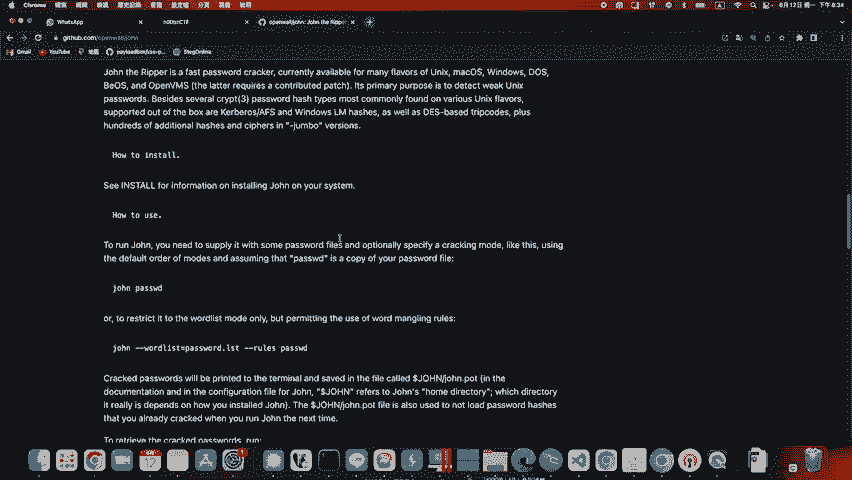 Chrome 檔案 編輯 顯示方式 歷史記錄 書籤 設定檔 分頁 視窗 說明
6月12日 週一 下午 6:34
WhatsApp
n00bzCTF
openwall/john: John the Ripp
github.com/openwall/john
Gmail
YouTube
地圖
StegOnline
John the Ripper is a fast password cracker, currently available for many flavors of Unix, macOS, Windows, DOS,
BeOS, and OpenVMS (the latter requires a contributed patch). Its primary purpose is to detect weak Unix
passwords. Besides several crypt(3) password hash types most commonly found on various Unix flavors,
supported out of the box are Kerberos/AFS and Windows LM hashes, as well as DES-based tripcodes, plus
hundreds of additional hashes and ciphers in "-jumbo" versions.
How to install.
See INSTALL for information on installing John on your system.
How to use.
To run John, you need to supply it with some password files and optionally specify a cracking mode, like this, using
the default order of modes and assuming that "passwd" is a copy of your password file:
john passwd
or, to restrict it to the wordlist mode only, but permitting the use of word mangling rules:
john --wordlist=password.lst --rules passwd
Cracked passwords will be printed to the terminal and saved in the file called $JOHN/john.pot (in the
documentation and in the configuration file for John, "$JOHN" refers to John's "home directory"; which directory
it really is depends on how you installed John). The $JOHN/john.pot file is also used to not load password hashes
that you already cracked when you run John the next time.
To retrieve the cracked passwords, run: